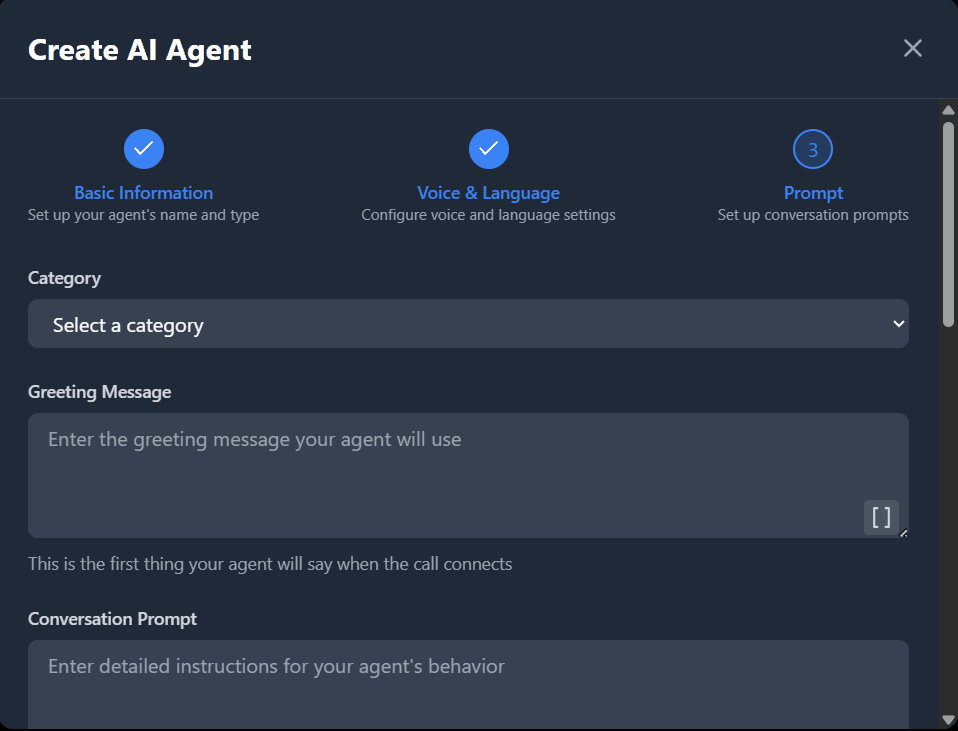 Create AI Agent
3
Basic Information
Voice & Language
Prompt
Set up your agent's name and type
Configure voice and language settings
Set up conversation prompts
Category
Select a category
Greeting Message
Enter the greeting message your agent will use
[ ]
This is the first thing your agent will say when the call connects
Conversation Prompt
Enter detailed instructions for your agent's behavior